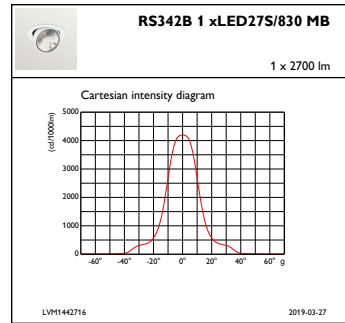 RS342B 1 xLED27S/830 MB
1 x 2700 lm
Cartesian intensity diagram
(cd/1000lm)
5000
4000
3000
2000
1000
0
-60° -40° -20° 0° 20° 40° 60° g
LVM1442716 2019-03-27